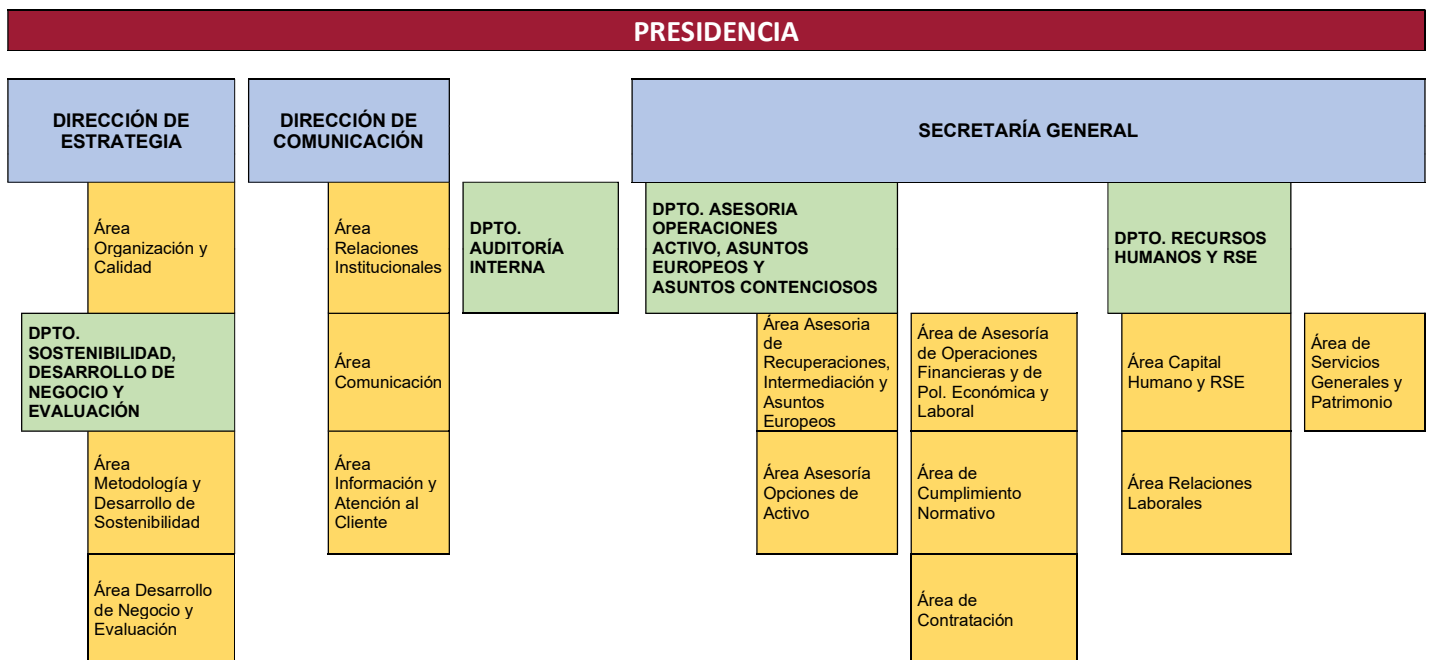 PRESIDENCIA
DIRECCIÓN DE
ESTRATEGIA
DIRECCIÓN DE
COMUNICACIÓN
SECRETARÍA GENERAL
Área
Organización y
Calidad
Área
Relaciones
Institucionales
DPTO.
AUDITORÍA
INTERNA
DPTO. ASESORIA
OPERACIONES
ACTIVO, ASUNTOS
EUROPEOS Y
ASUNTOS CONTENCIOSOS
DPTO. RECURSOS
HUMANOS Y RSE
DPTO.
SOSTENIBILIDAD,
DESARROLLO DE
NEGOCIO Y
EVALUACIÓN
Área
Comunicación
Área Asesoria
de
Recuperaciones,
Intermediación y
Asuntos
Europeos
Área de Asesoría
de Operaciones
Financieras y de
Pol. Económica y
Laboral
Área Capital
Humano y RSE
Área de
Servicios
Generales y
Patrimonio
Área
Metodología y
Desarrollo de
Sostenibilidad
Área
Información y
Atención al
Cliente
Área Asesoría
Opciones de
Activo
Área de
Cumplimiento
Normativo
Área Relaciones
Laborales
Área Desarrollo
de Negocio y
Evaluación
Área de
Contratación